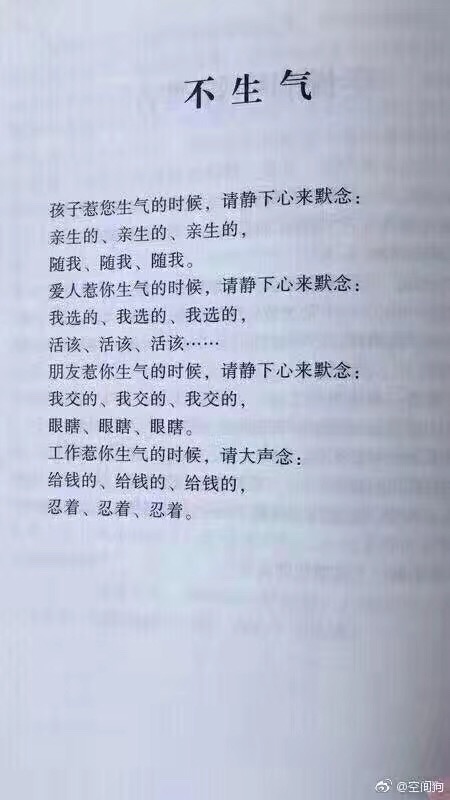 不生气
孩子惹您生气的时候，请静下心来默念：
亲生的、亲生的、亲生的，
随我、随我、随我。
爱人惹你生气的时候，请静下心来默念：
我选的、我选的、我选的，
活该、活该、活该……
朋友惹你生气的时候，请静下心来默念：
我交的、我交的、我交的，
眼瞎、眼瞎、眼瞎。
工作惹你生气的时候，请大声念：
给钱的、给钱的、给钱的，
忍着、忍着、忍着。
@空间狗